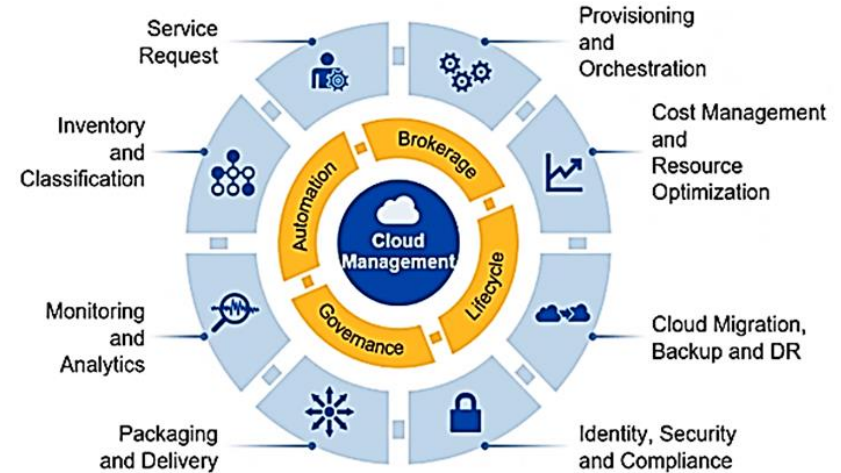 Service
Request
Provisioning
and
Orchestration
Inventory
and
Classification
Cost Management
and
Resource
Optimization
Brokerage
Automation
Cloud
Management
Lifecycle
Governance
Monitoring
and
Analytics
Cloud Migration,
Backup and DR
Packaging
and Delivery
Identity, Security
and Compliance